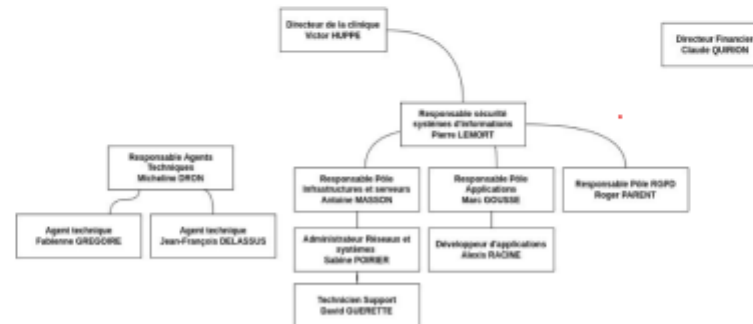 Directeur de la clinique
Victor HUPPE
Directeur Financier
Claude QUIRION
Responsable sécurité
systèmes d'informations
Pierre LEMORT
Responsable Agents
Techniques
Micheline DRON
Responsable Pôle
Infrastructures et serveurs
Antoine MASSON
Responsable Pôle
Applications
Marc GOUSSE
Responsable Pôle RGPD
Roger PARENT
Agent technique
Fabienne GREGOIRE
Agent technique
Jean-François DELASSUS
Administrateur Réseaux et
systèmes
Sabine POIRIER
Développeur d'applications
Alexis RACINE
Technicien Support
David GUERETTE